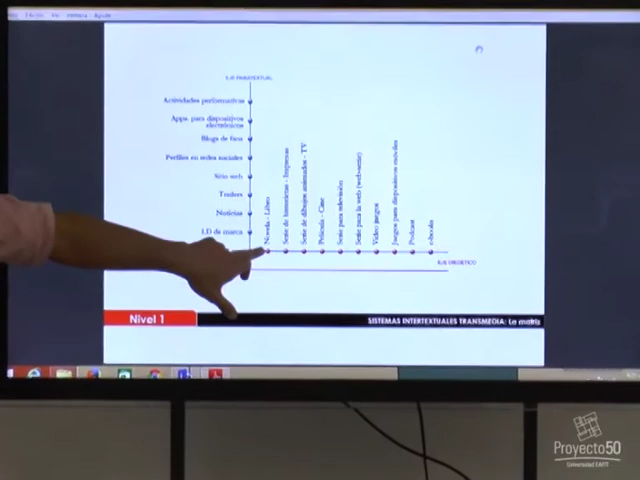 Ayuda
EJE PARATEXTUAL
Actividades performativas
Apps. para dispositivos
electrónicos
Blogs de fans
Perfiles en redes sociales
Sitio web
Trailers
Noticias
I.D de marca
Novela - Libro
Serie de historietas - Impresas
Serie de dibujos animados - TV
Película - Cine
Serie para televisión
Serie para la web (webserie)
Video juegos
Juegos para dispositivos móviles
Podcast
e-books
EJE DIEGÉTICO
Nivel 1
SISTEMAS INTERTEXTUALES TRANSMEDIA: La matriz
Proyecto50
Universidad EAFIT